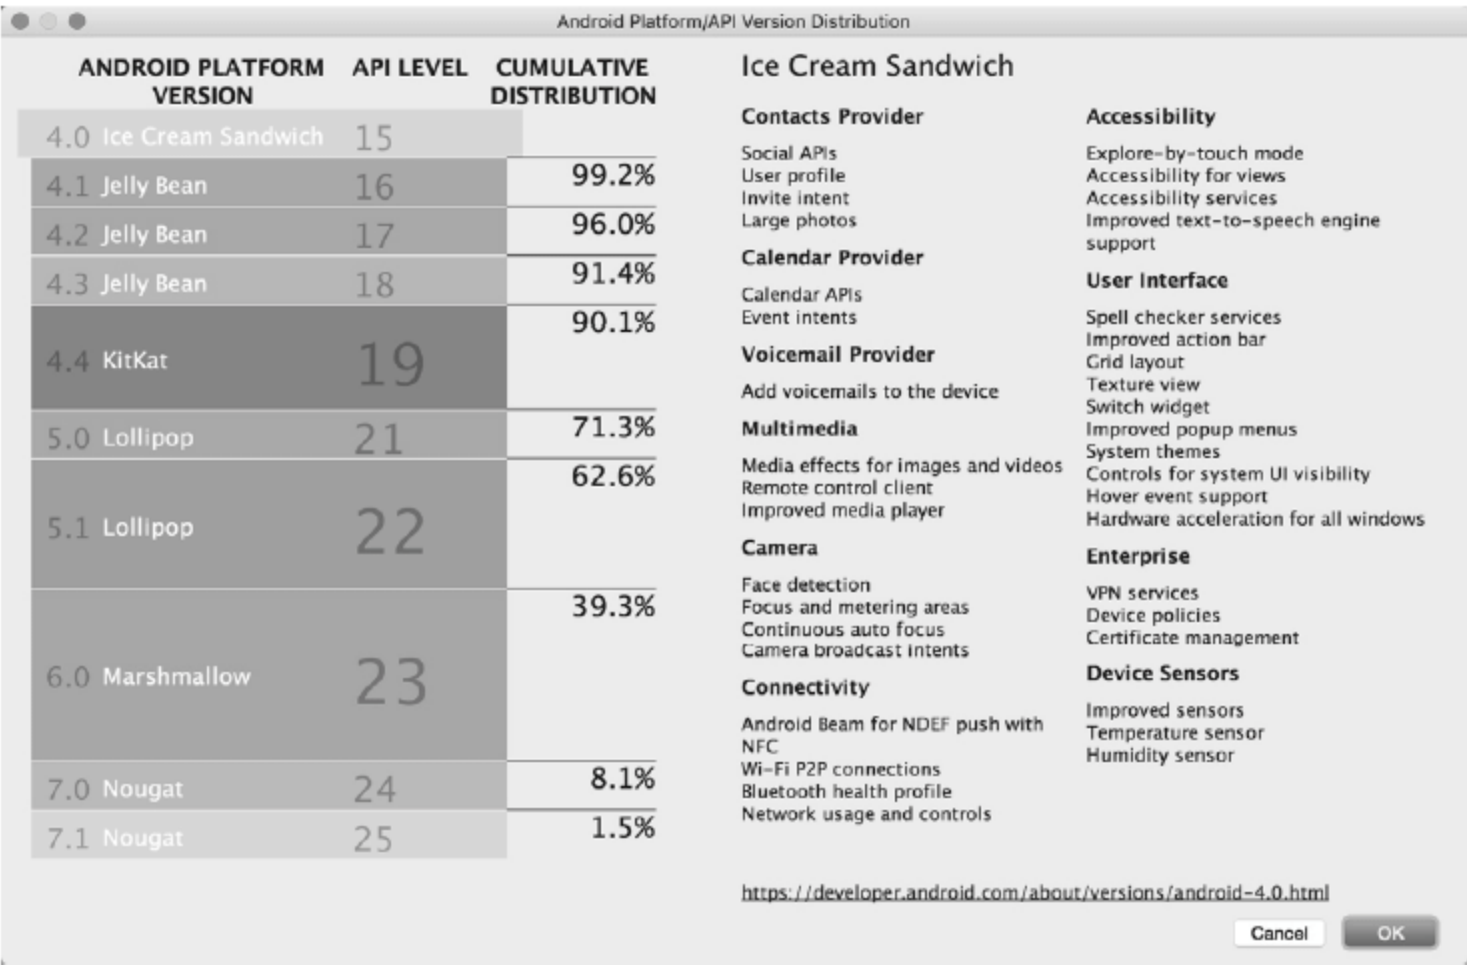 Android Platform/API Version Distribution
ANDROID PLATFORM VERSION API LEVEL CUMULATIVE DISTRIBUTION
4.0 Ice Cream Sandwich 15
99.2%
4.1 Jelly Bean 16
96.0%
4.2 Jelly Bean 17
91.4%
4.3 Jelly Bean 18
90.1%
4.4 KitKat 19
71.3%
5.0 Lollipop 21
62.6%
5.1 Lollipop 22
39.3%
6.0 Marshmallow 23
8.1%
7.0 Nougat 24
1.5%
7.1 Nougat 25
Ice Cream Sandwich
Contacts Provider
Social APIs
User profile
Invite intent
Large photos
Calendar Provider
Calendar APIs
Event intents
Voicemail Provider
Add voicemails to the device
Multimedia
Media effects for images and videos
Remote control client
Improved media player
Camera
Face detection
Focus and metering areas
Continuous auto focus
Camera broadcast intents
Connectivity
Android Beam for NDEF push with
NFC
Wi-Fi P2P connections
Bluetooth health profile
Network usage and controls
Accessibility
Explore-by-touch mode
Accessibility for views
Accessibility services
Improved text-to-speech engine
support
User Interface
Spell checker services
Improved action bar
Grid layout
Texture view
Switch widget
Improved popup menus
System themes
Controls for system UI visibility
Hover event support
Hardware acceleration for all windows
Enterprise
VPN services
Device policies
Certificate management
Device Sensors
Improved sensors
Temperature sensor
Humidity sensor
https://developer.android.com/about/versions/android-4.0.html
Cancel OK